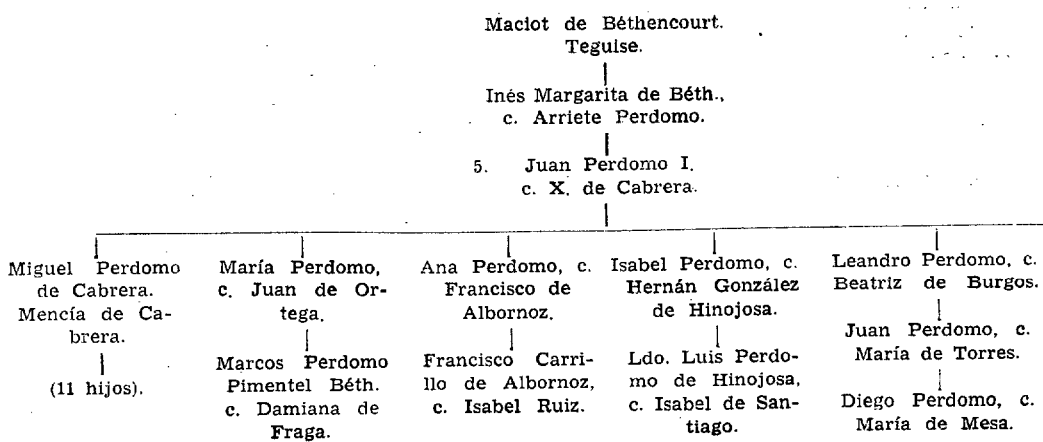 Maciot de Béthencourt.
Teguise.
Inés Margarita de Béth.,
c. Arriete Perdomo.
5. Juan Perdomo I.
c. X. de Cabrera.
Miguel Perdomo
de Cabrera.
Mencía de Ca-
brera.
(11 hijos).
María Perdomo,
c. Juan de Or-
tega.
Marcos Perdomo
Pimentel Béth.
c. Damiana de
Fraga.
Ana Perdomo, c.
Francisco de
Albornoz.
Francisco Carri-
llo de Albornoz,
c. Isabel Ruiz.
Isabel Perdomo, c.
Hernán González
de Hinojosa.
Ldo. Luis Perdo-
mo de Hinojosa,
c. Isabel de San-
tiago.
Leandro Perdomo, c.
Beatriz de Burgos.
Juan Perdomo, c.
María de Torres.
Diego Perdomo, c.
María de Mesa.